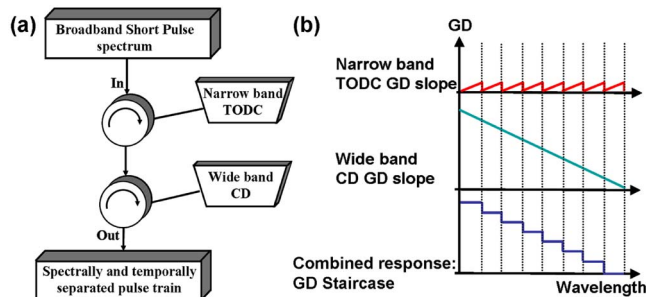 (a)
Broadband Short Pulse
spectrum
In
Narrow band
TODC
Wide band
CD
Out
Spectrally and temporally
separated pulse train
(b)
GD
Narrow band
TODC GD slope
Wide band
CD GD slope
Combined response:
GD Staircase
Wavelength